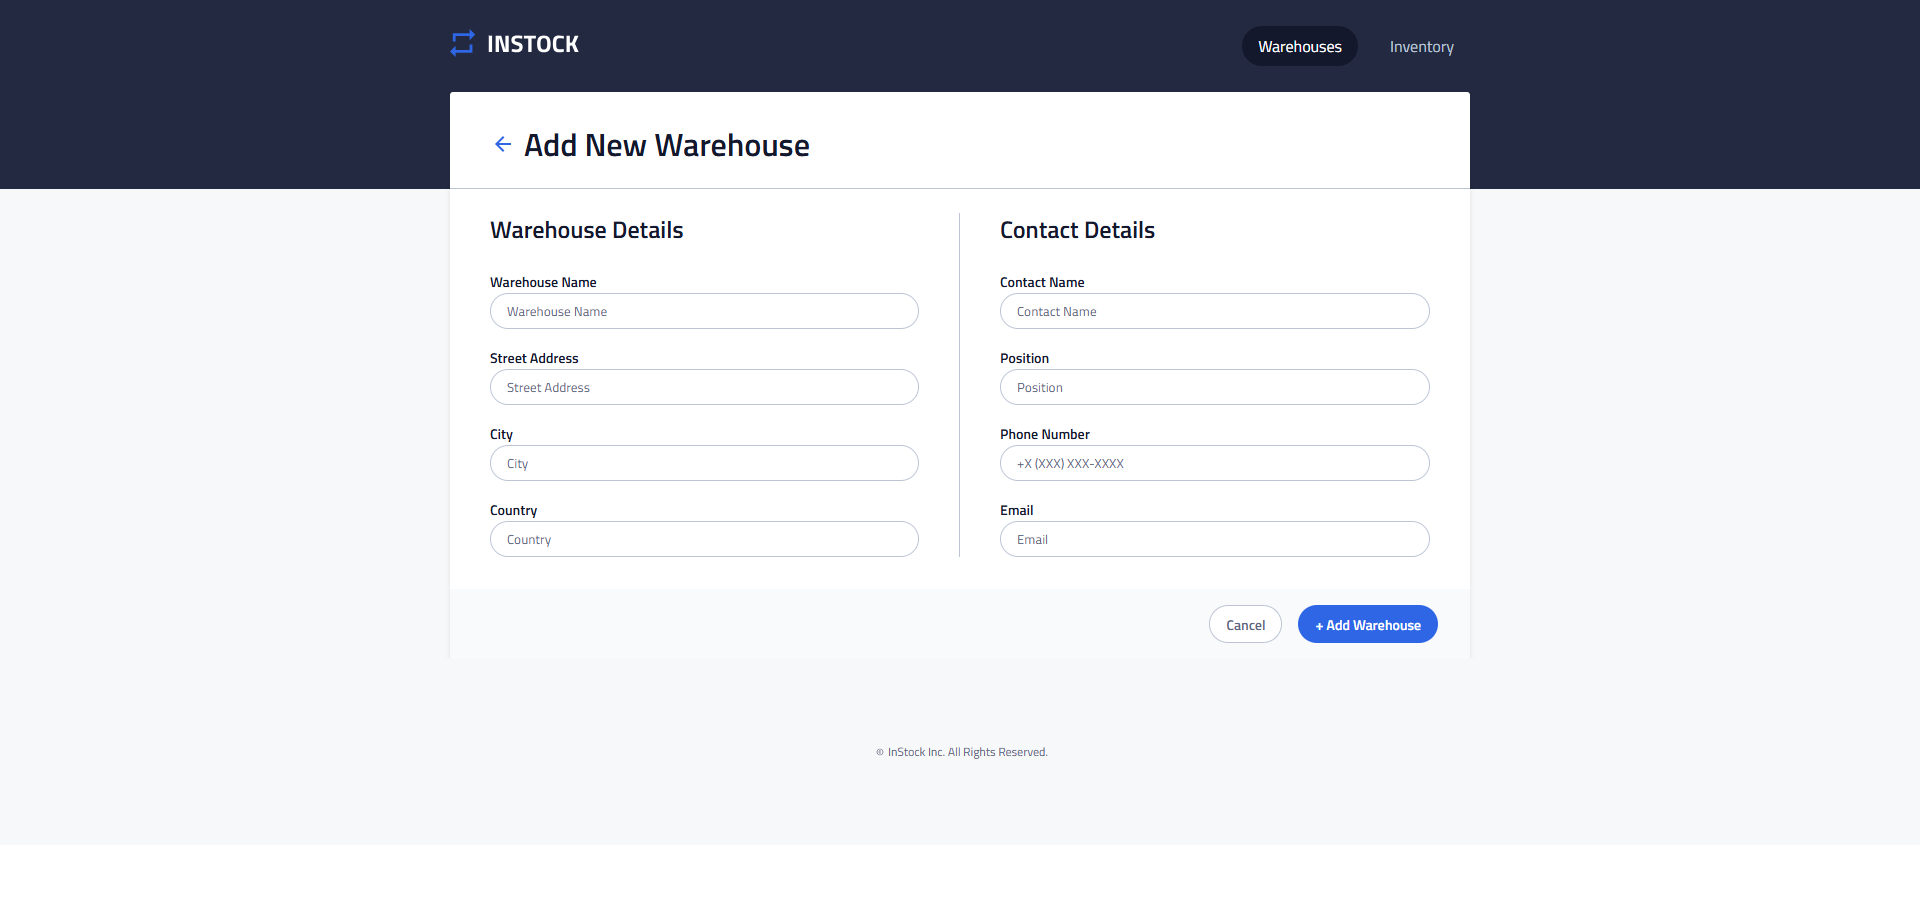 INSTOCK
Warehouses
Inventory
Add New Warehouse
Warehouse Details
Warehouse Name
Warehouse Name
Street Address
Street Address
City
City
Country
Country
Contact Details
Contact Name
Contact Name
Position
Position
Phone Number
+X (XXX) XXX-XXXX
Email
Email
Cancel
+ Add Warehouse
© InStock Inc. All Rights Reserved.